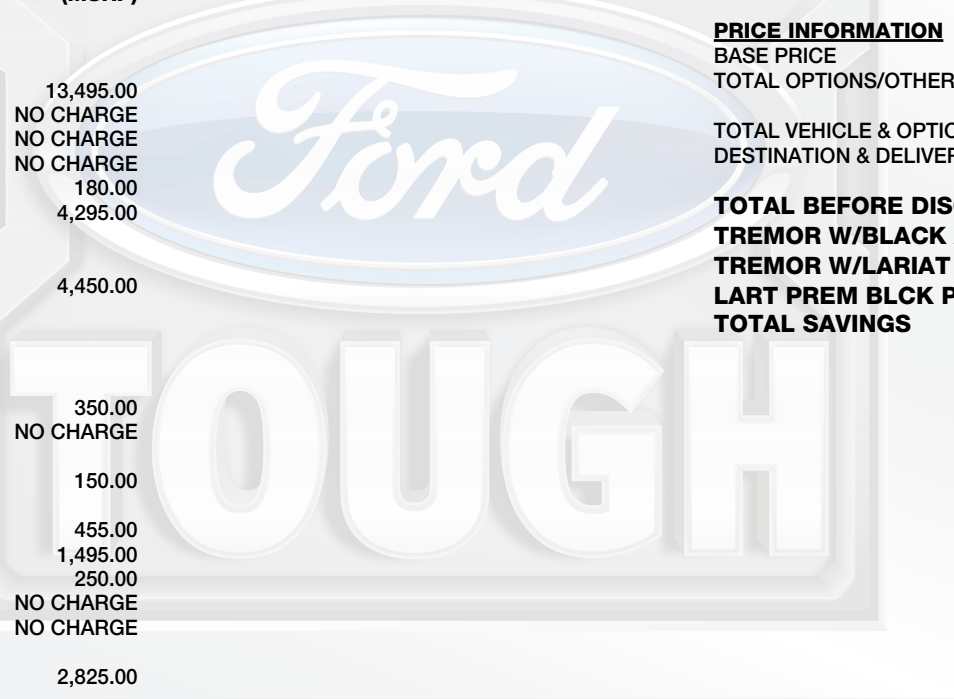 (MSRP)
13,495.00
NO CHARGE
NO CHARGE
NO CHARGE
180.00
4,295.00
4,450.00
350.00
NO CHARGE
150.00
455.00
1,495.00
250.00
NO CHARGE
NO CHARGE
2,825.00
Ford
TOUGH
PRICE INFORMATION
BASE PRICE
TOTAL OPTIONS/OTHER
TOTAL VEHICLE & OPTIO
DESTINATION & DELIVER
TOTAL BEFORE DIS
TREMOR W/BLACK
TREMOR W/LARIAT
LART PREM BLCK P
TOTAL SAVINGS